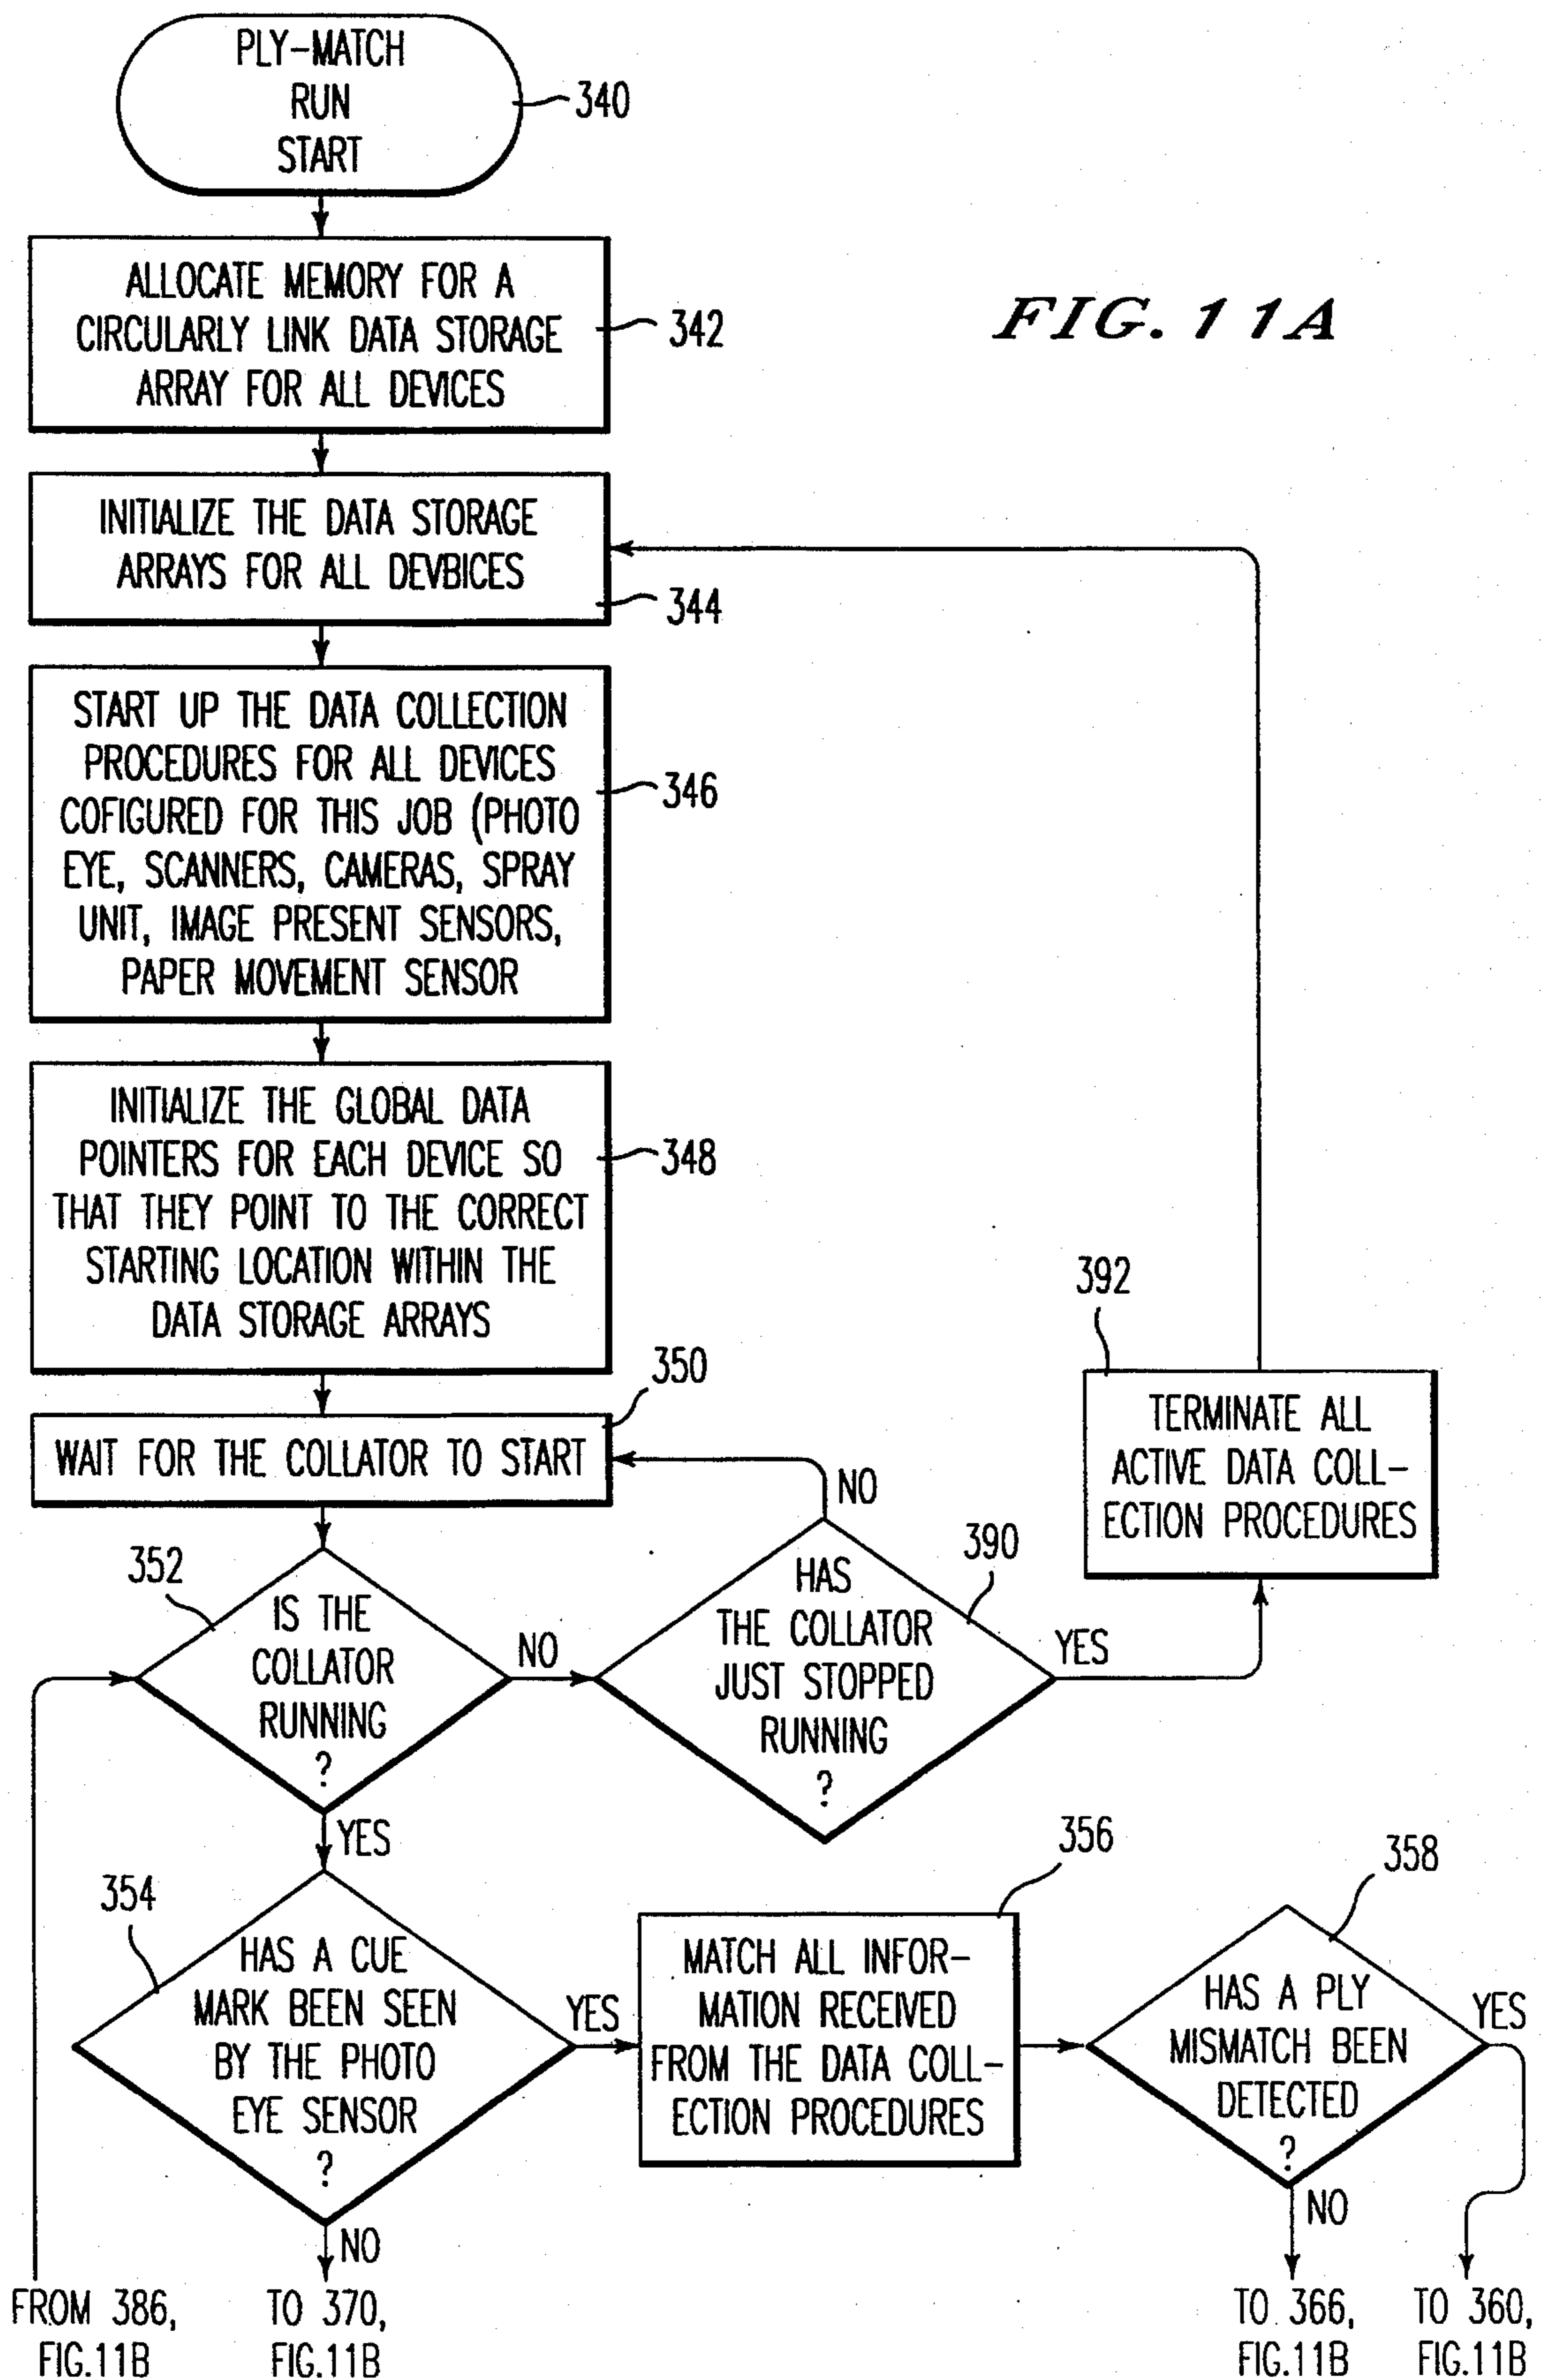 PLY-MATCH
RUN
START
340
ALLOCATE MEMORY FOR A
CIRCULARLY LINK DATA STORAGE
ARRAY FOR ALL DEVICES
342
FIG. 11A
INITIALIZE THE DATA STORAGE
ARRAYS FOR ALL DEVBICES
344
START UP THE DATA COLLECTION
PROCEDURES FOR ALL DEVICES
COFIGURED FOR THIS JOB (PHOTO
EYE, SCANNERS, CAMERAS, SPRAY
UNIT, IMAGE PRESENT SENSORS,
PAPER MOVEMENT SENSOR
346
INITIALIZE THE GLOBAL DATA
POINTERS FOR EACH DEVICE SO
THAT THEY POINT TO THE CORRECT
STARTING LOCATION WITHIN THE
DATA STORAGE ARRAYS
348
350
WAIT FOR THE COLLATOR TO START
352
IS THE
COLLATOR
RUNNING
?
NO
YES
390
HAS
THE COLLATOR
JUST STOPPED
RUNNING
?
NO
YES
392
TERMINATE ALL
ACTIVE DATA COLL-
ECTION PROCEDURES
354
HAS A CUE
MARK BEEN SEEN
BY THE PHOTO
EYE SENSOR
?
YES
NO
356
MATCH ALL INFOR-
MATION RECEIVED
FROM THE DATA COLL-
ECTION PROCEDURES
358
HAS A PLY
MISMATCH BEEN
DETECTED
?
YES
NO
FROM 386,
FIG.11B
TO 370,
FIG.11B
TO 366,
FIG.11B
TO 360,
FIG.11B